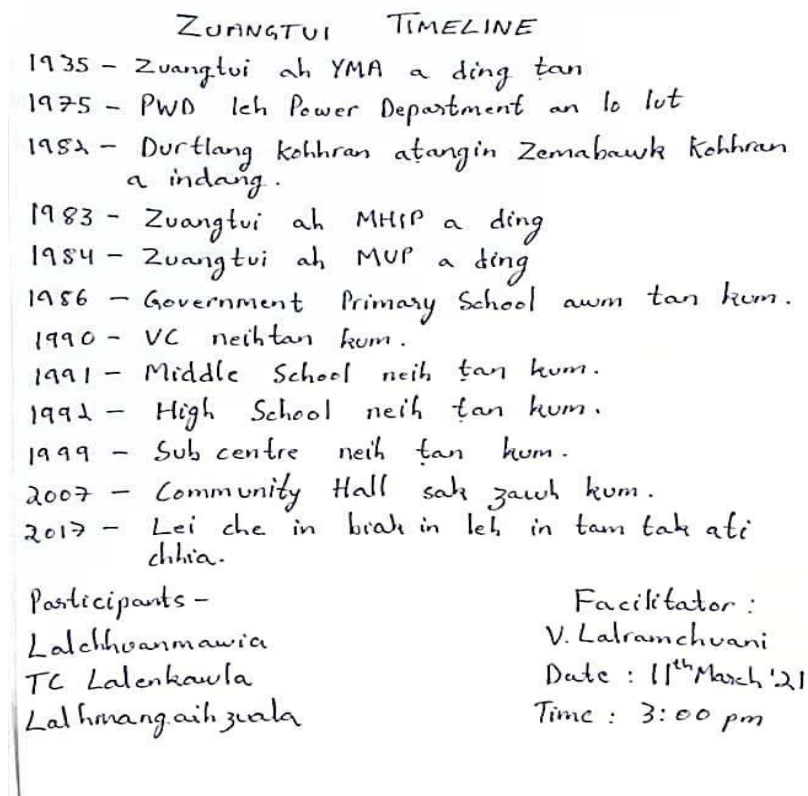 ZUANGTUI TIMELINE
1935 - Zuangtui ah YMA a ding ṭan
1975 - PWD leh Power Department an lo lut
1982 - Durtlang kohhran atangin Zemabawk Kohhran
a indang.
1983 - Zuangtui ah MHIP a ding
1984 - Zuangtui ah MUP a ding
1986 - Government Primary School awm tan kum.
1990 - VC neihtan kum.
1991 - Middle School neih ṭan kum.
1992 - High School neih ṭan kum.
1999 - Sub centre neih ṭan kum.
2007 - Community Hall sak zawh kum.
2017 - Lei che in biak in leh in tam tak ati
chhia.
Participants - Facilitator :
Lalchhuanmawia V. Lalramchuani
TC Lalenkawla Date : 11th March '21
Lalhmangaihzuala Time : 3:00 pm